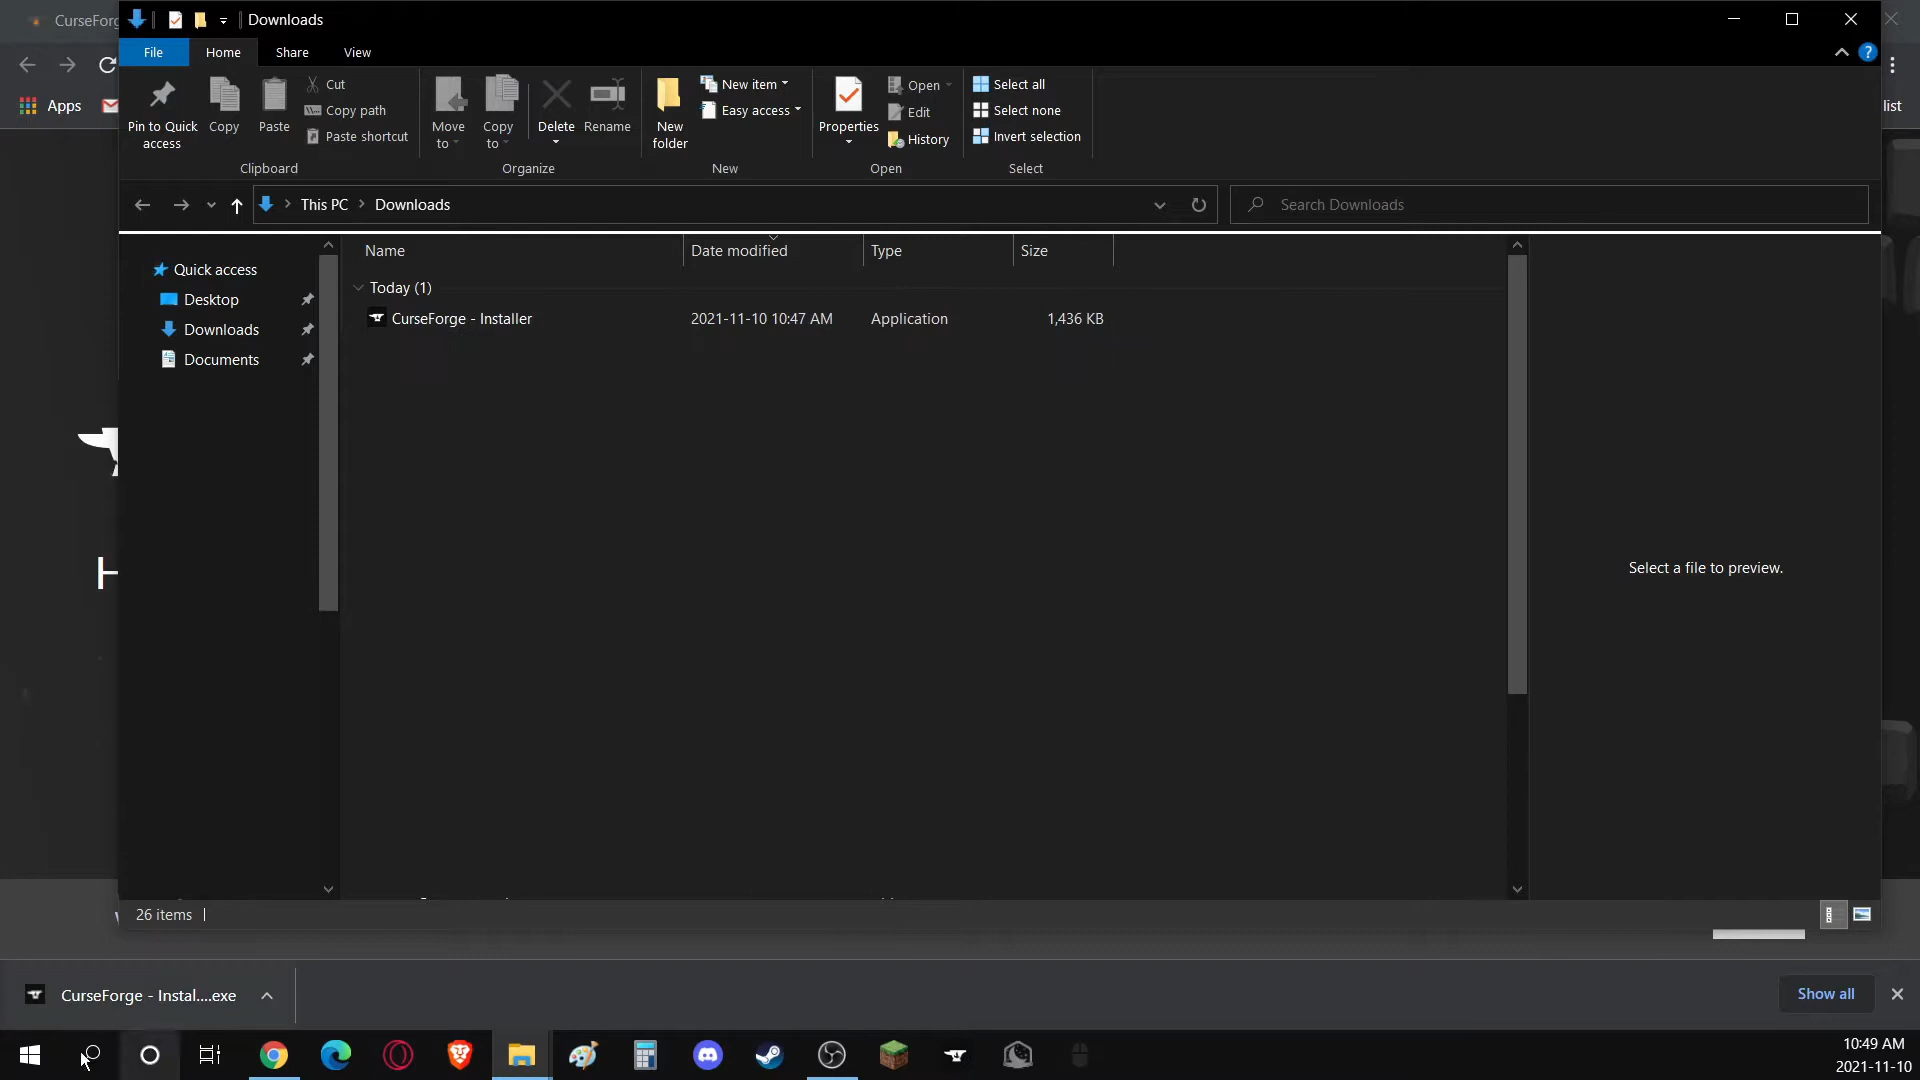 CurseForg
Downloads
File
Home
Share
View
Apps
list
Pin to Quick access
Copy
Paste
Cut
Copy path
Paste shortcut
Clipboard
Move to
Copy to
Delete
Rename
Organize
New folder
New item
Easy access
New
Properties
Open
Edit
History
Open
Select all
Select none
Invert selection
Select
This PC
Downloads
Search Downloads
Quick access
Desktop
Downloads
Documents
Name
Date modified
Type
Size
Today (1)
CurseForge - Installer
2021-11-10 10:47 AM
Application
1,436 KB
Select a file to preview.
H
26 items
CurseForge - Instal....exe
Show all
10:49 AM
2021-11-10